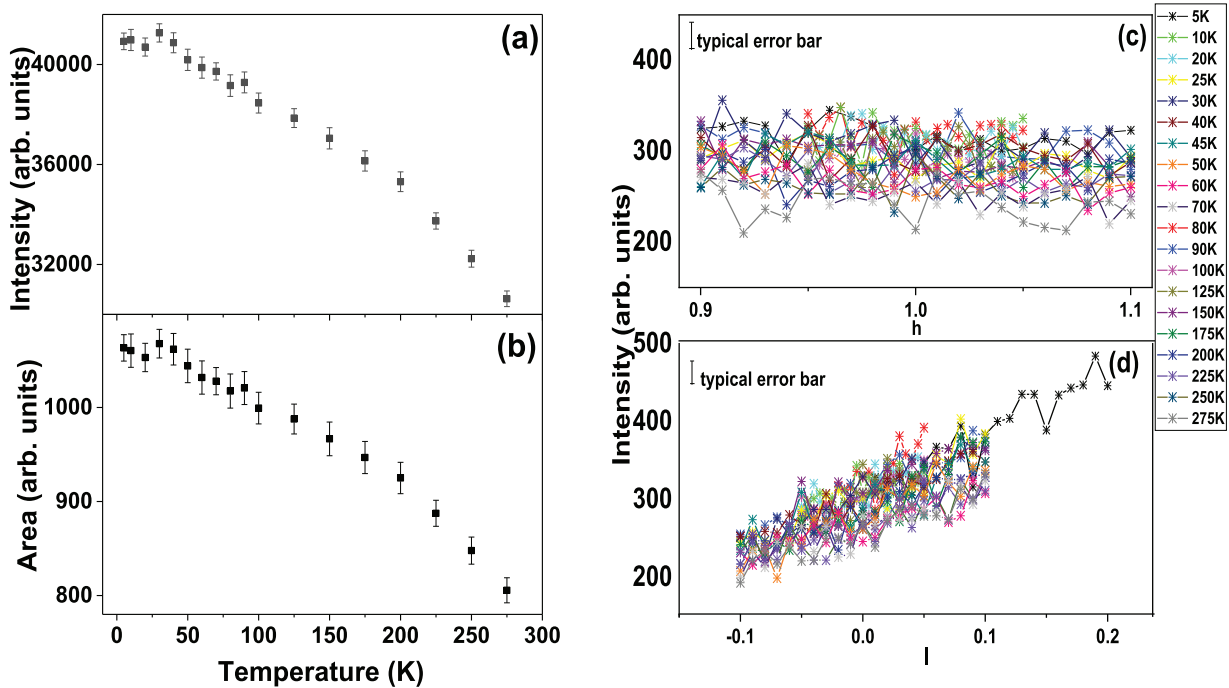 (a)
Intensity (arb. units)
40000
36000
32000
(b)
Area (arb. units)
1000
900
800
0 50 100 150 200 250 300
Temperature (K)
typical error bar
(c)
Intensity (arb. units)
400
300
200
0.9 1.0 1.1
h
500
typical error bar
(d)
400
300
200
-0.1 0.0 0.1 0.2
l
5K
10K
20K
25K
30K
40K
45K
50K
60K
70K
80K
90K
100K
125K
150K
175K
200K
225K
250K
275K